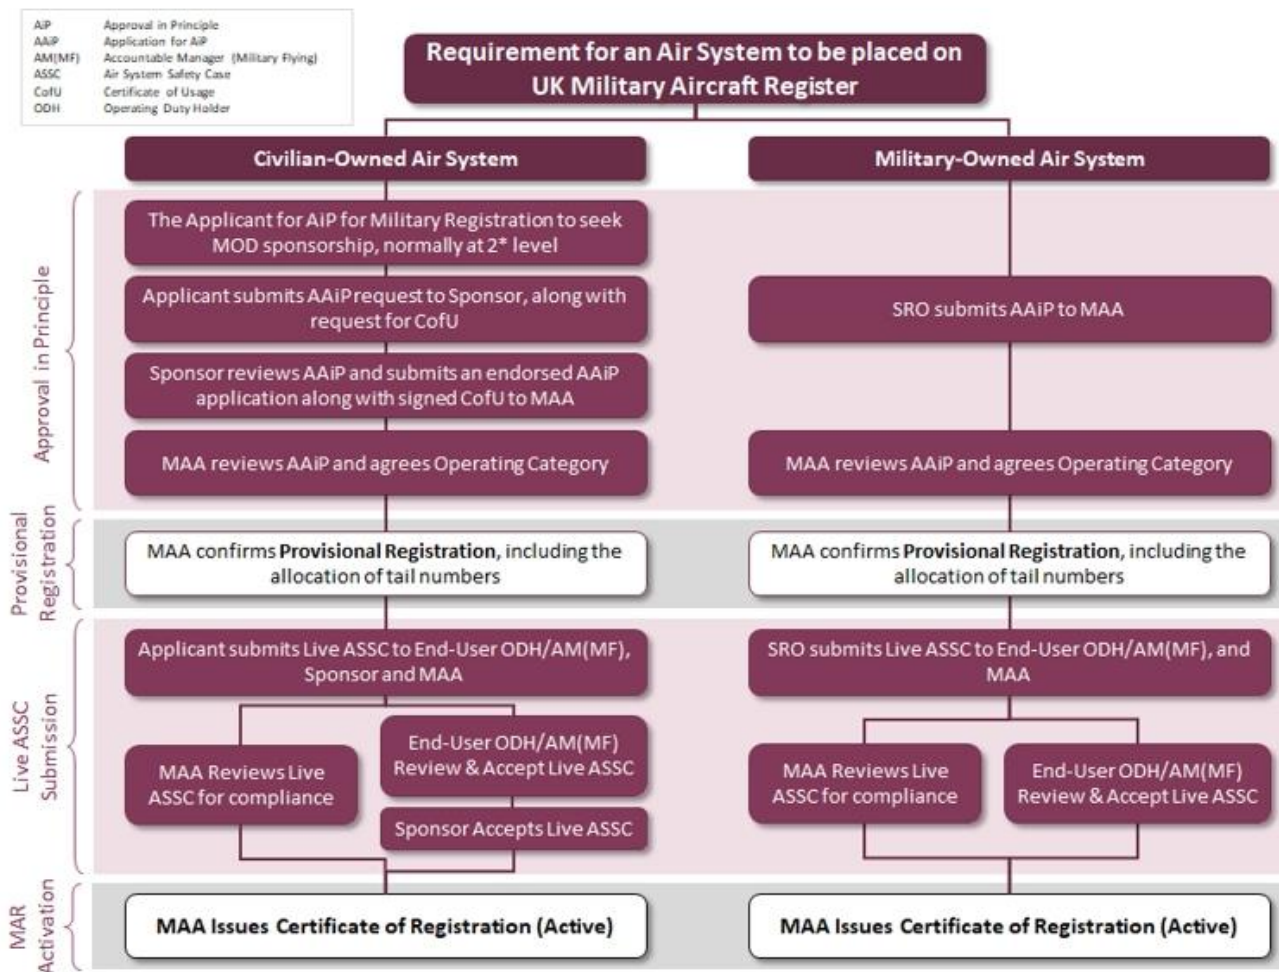 AiP Approval in Principle
AAiP Application for AiP
AM(MF) Accountable Manager (Military Flying)
ASSC Air System Safety Case
CofU Certificate of Usage
ODH Operating Duty Holder
Requirement for an Air System to be placed on
UK Military Aircraft Register
Civilian-Owned Air System
Military-Owned Air System
Approval in Principle
The Applicant for AiP for Military Registration to seek
MOD sponsorship, normally at 2* level
Applicant submits AAiP request to Sponsor, along with
request for CofU
SRO submits AAiP to MAA
Sponsor reviews AAiP and submits an endorsed AAiP
application along with signed CofU to MAA
MAA reviews AAiP and agrees Operating Category
MAA reviews AAiP and agrees Operating Category
Provisional
Registration
MAA confirms Provisional Registration, including the
allocation of tail numbers
MAA confirms Provisional Registration, including the
allocation of tail numbers
Live ASSC
Submission
Applicant submits Live ASSC to End-User ODH/AM(MF),
Sponsor and MAA
SRO submits Live ASSC to End-User ODH/AM(MF), and
MAA
MAA Reviews Live
ASSC for compliance
End-User ODH/AM(MF)
Review & Accept Live ASSC
Sponsor Accepts Live ASSC
MAA Reviews Live
ASSC for compliance
End-User ODH/AM(MF)
Review & Accept Live ASSC
MAR
Activation
MAA Issues Certificate of Registration (Active)
MAA Issues Certificate of Registration (Active)